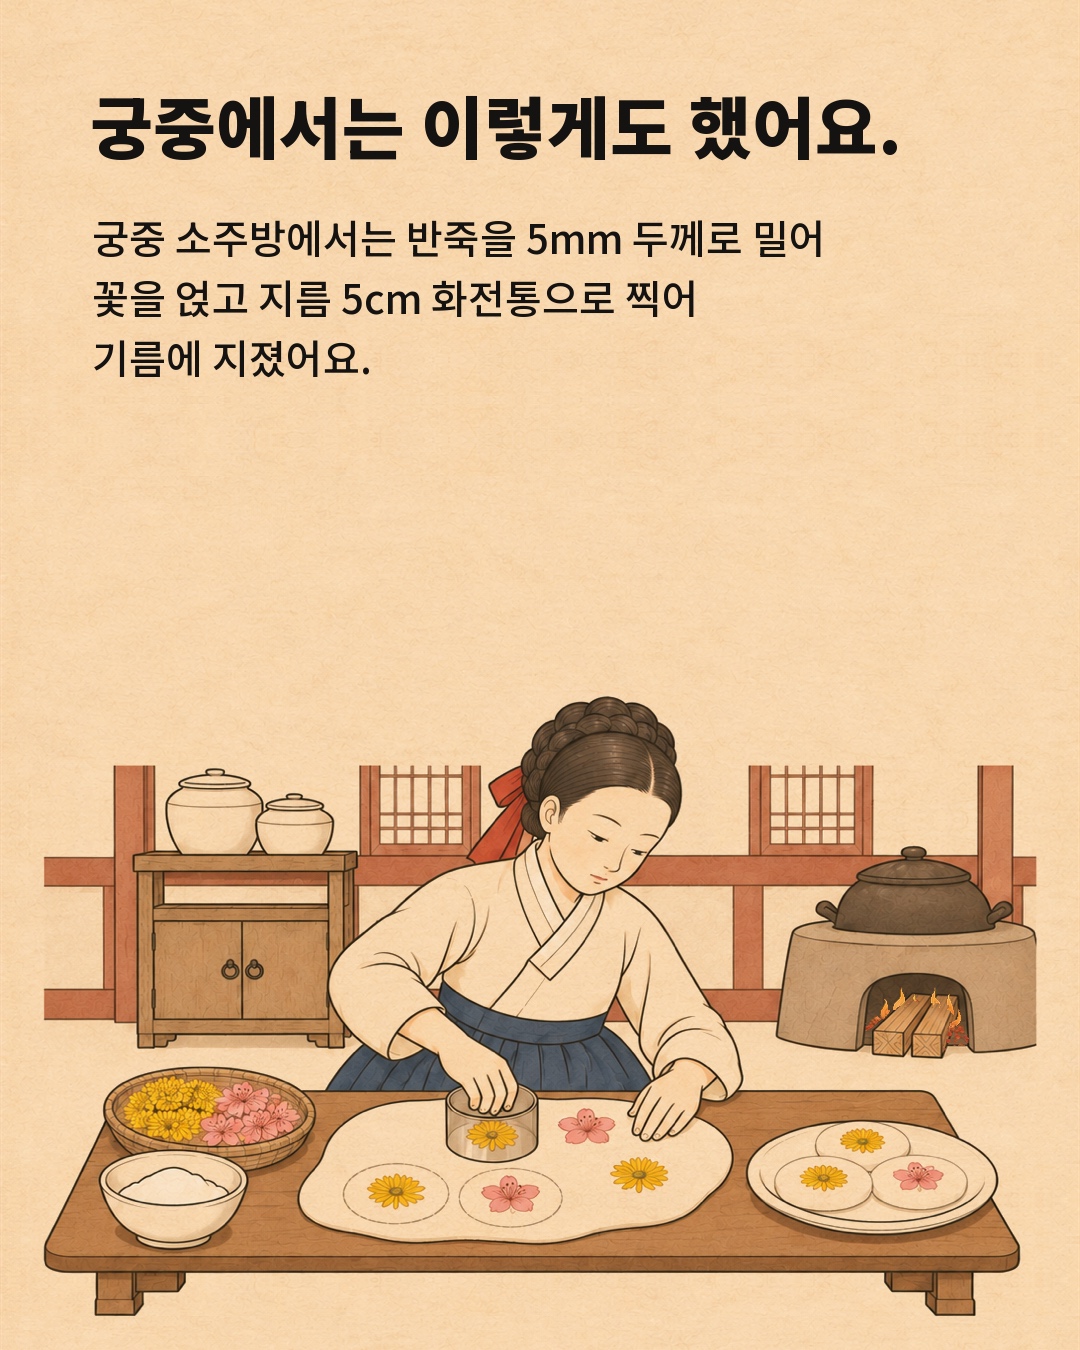 궁중에서는 이렇게도 했어요.
궁중 소주방에서는 반죽을 5mm 두께로 밀어
꽃을 얹고 지름 5cm 화전통으로 찍어
기름에 지졌어요.